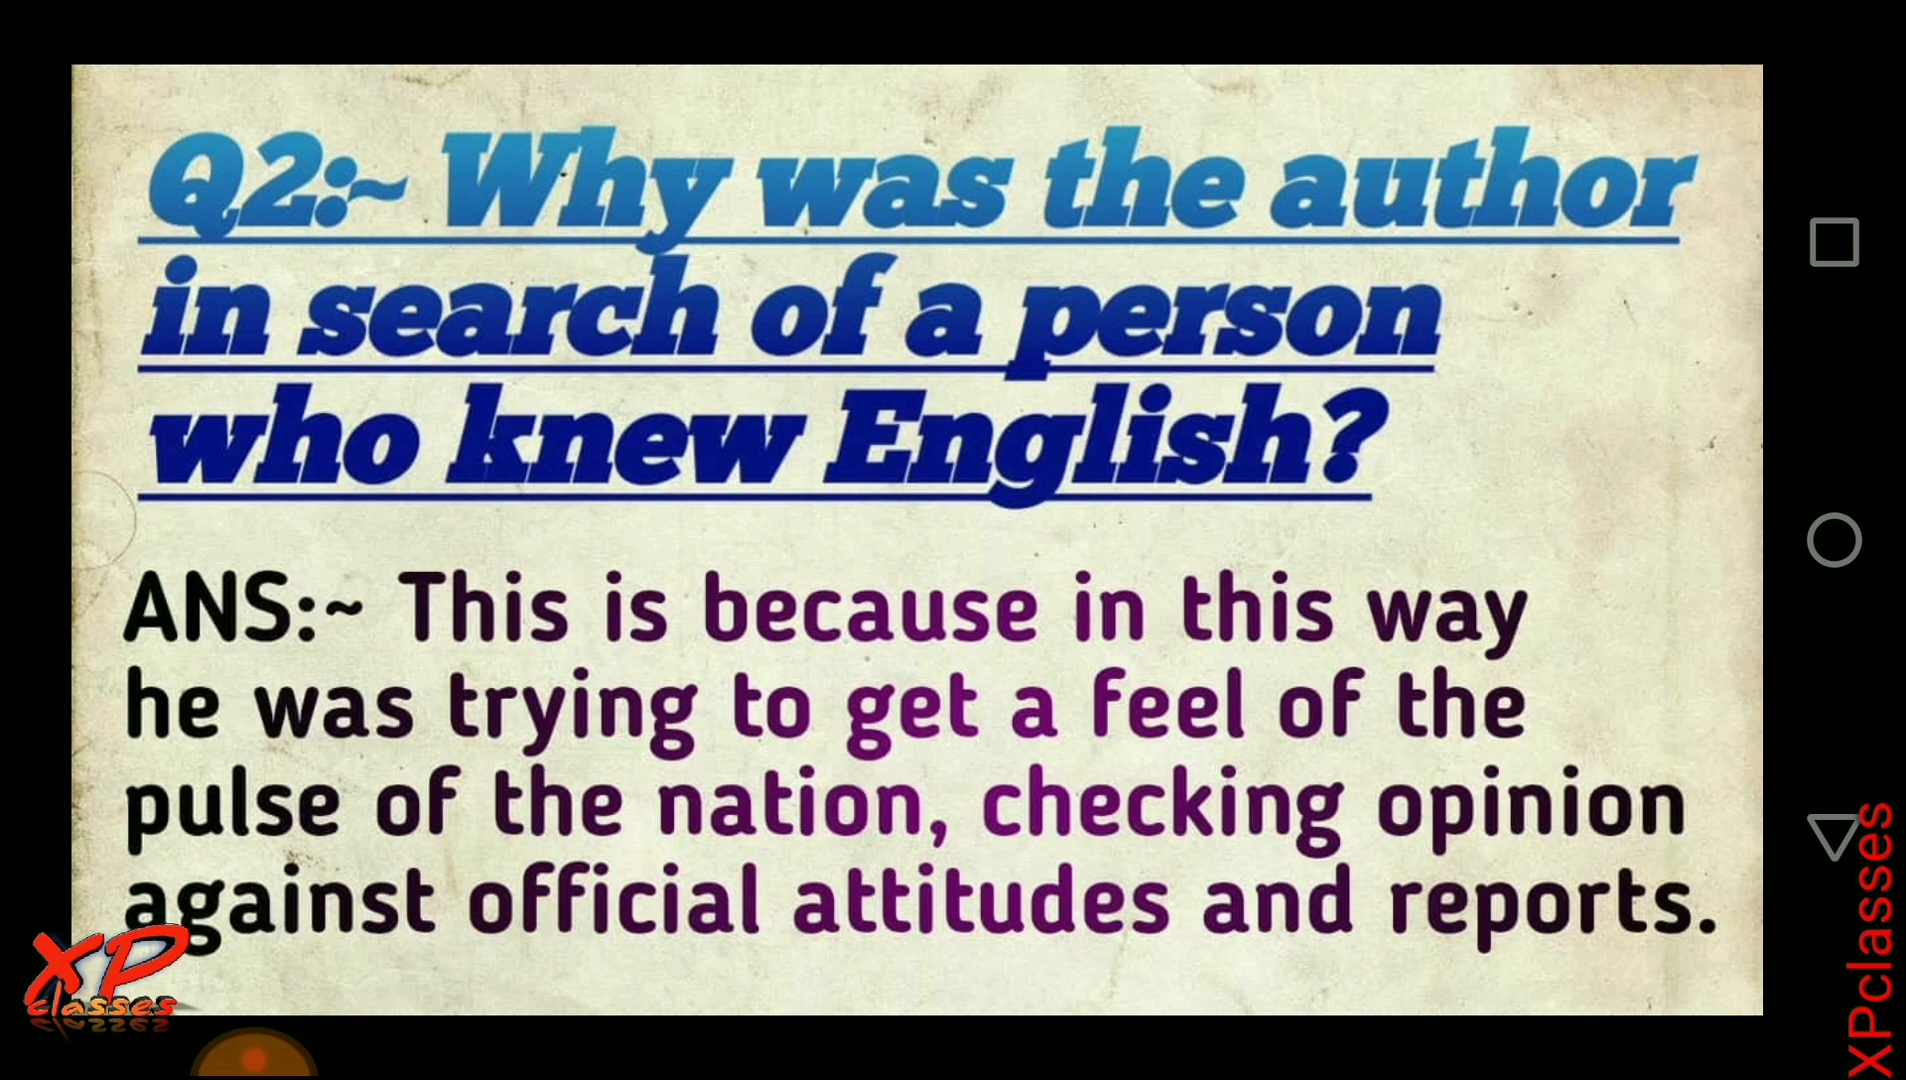 Q2:~ Why was the author
in search of a person
who knew English?
ANS:~ This is because in this way
he was trying to get a feel of the
pulse of the nation, checking opinion
against official attitudes and reports.
XP
classes
XPclasses